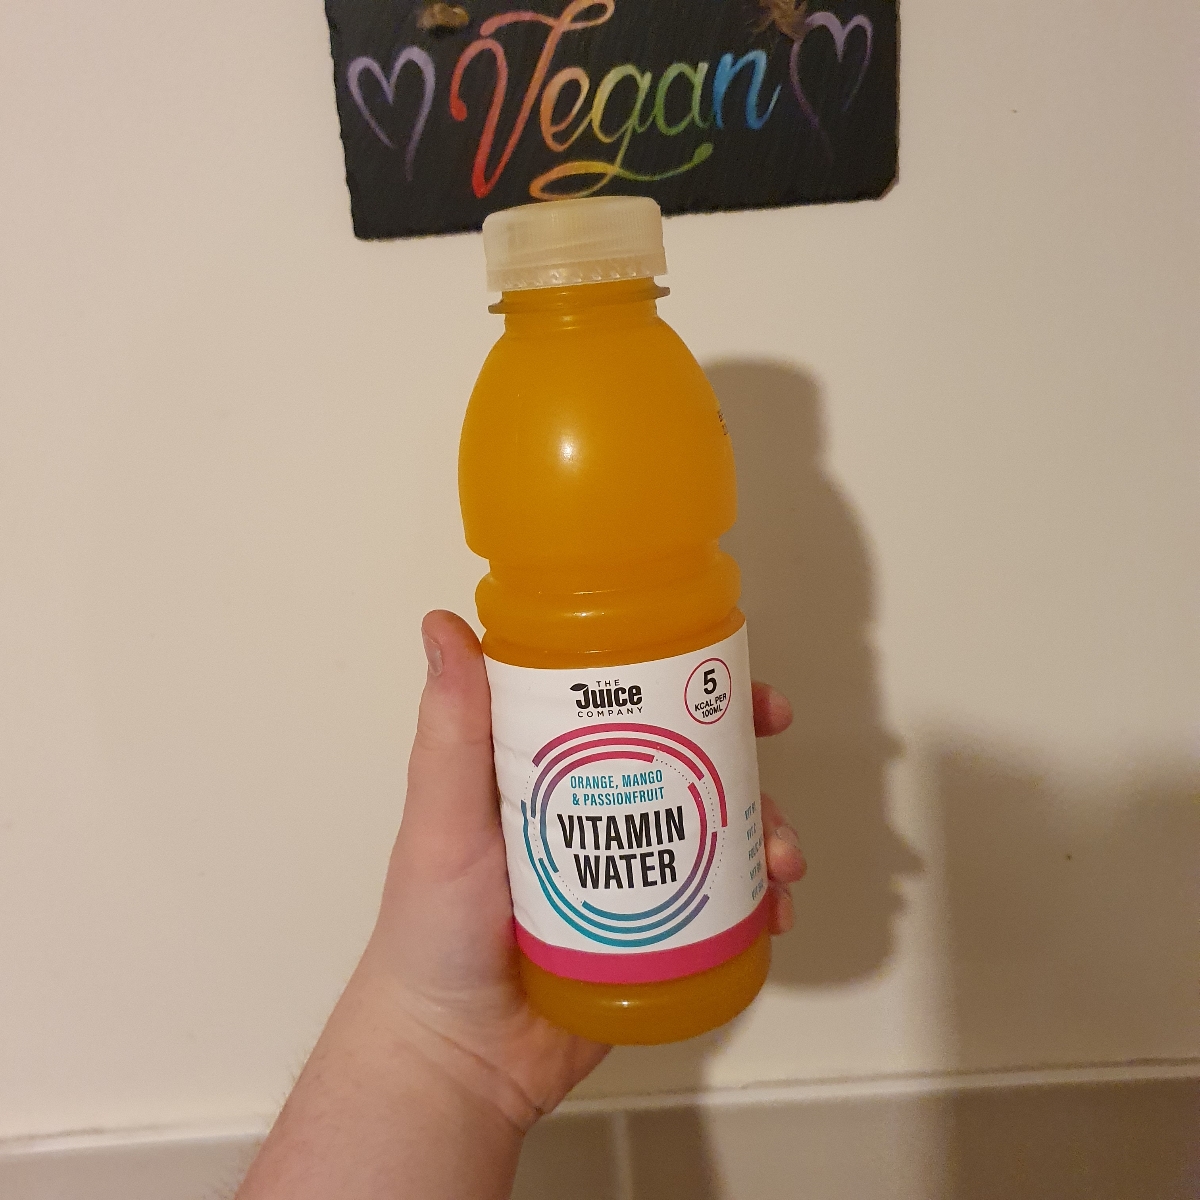 Vegan
THE
Juice
COMPANY
5
KCAL PER
100ML
ORANGE, MANGO
& PASSIONFRUIT
VITAMIN
WATER